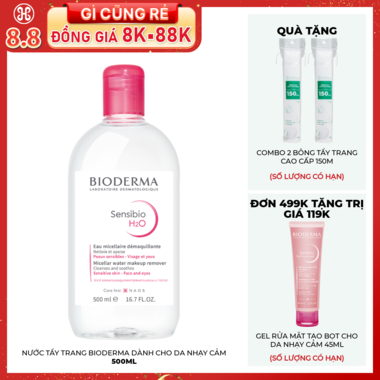 8.8
GÌ CŨNG RẺ
ĐỒNG GIÁ 8K-88K
BIODERMA
LABORATOIRE DERMATOLOGIQUE
Sensibio
H2O
Eau micellaire démaquillante
Nettoie et apaise
Peaux sensibles - Visage et yeux
Micellar water makeup remover
Cleanses and soothes
Sensitive skin - Face and eyes
500 ml ℮ 16.7 FL.OZ.
NƯỚC TẨY TRANG BIODERMA DÀNH CHO DA NHẠY CẢM
500ML
QUÀ TẶNG
150
150
COMBO 2 BÔNG TẨY TRANG
CAO CẤP 150M
(SỐ LƯỢNG CÓ HẠN)
ĐƠN 499K TẶNG TRỊ
GIÁ 119K
BIODERMA
GEL RỬA MẶT TẠO BỌT CHO
DA NHẠY CẢM 45ML
(SỐ LƯỢNG CÓ HẠN)